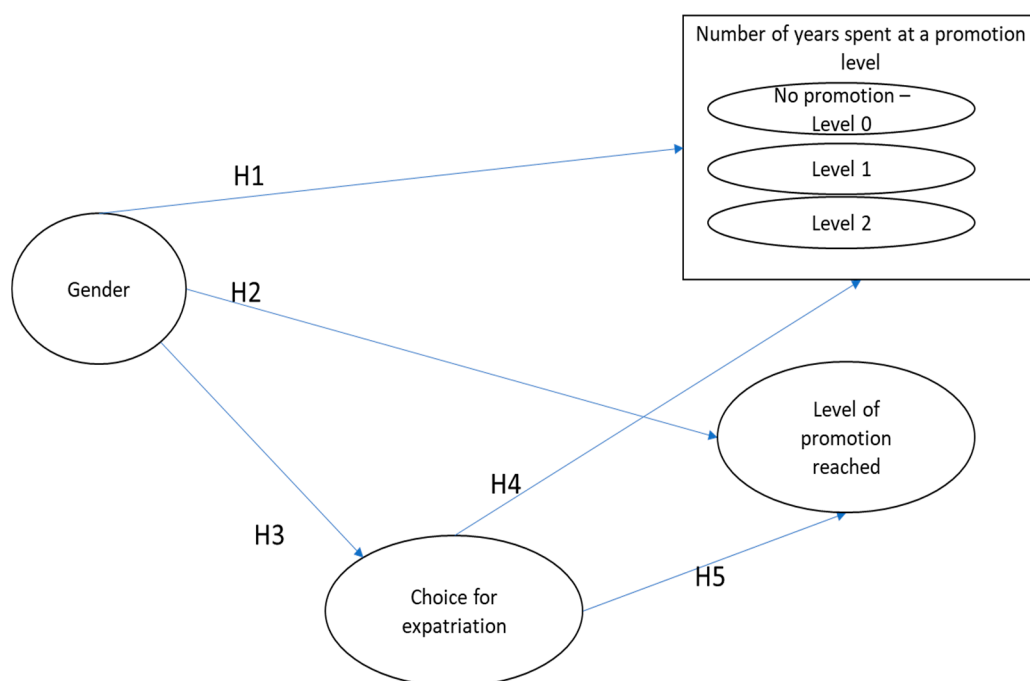 Number of years spent at a promotion
level
No promotion –
Level 0
Level 1
Level 2
H1
Gender
H2
Level of
promotion
reached
H4
H3
H5
Choice for
expatriation